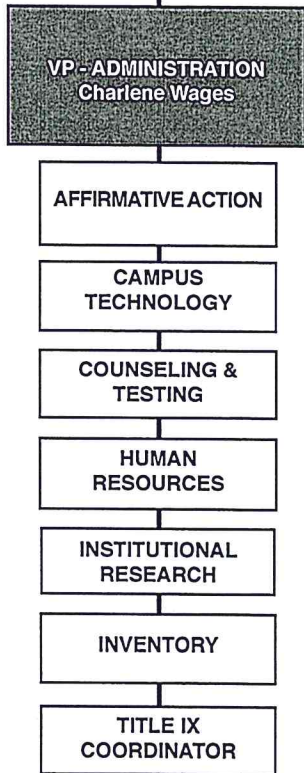 VP - ADMINISTRATION
Charlene Wages
AFFIRMATIVE ACTION
CAMPUS
TECHNOLOGY
COUNSELING &
TESTING
HUMAN
RESOURCES
INSTITUTIONAL
RESEARCH
INVENTORY
TITLE IX
COORDINATOR